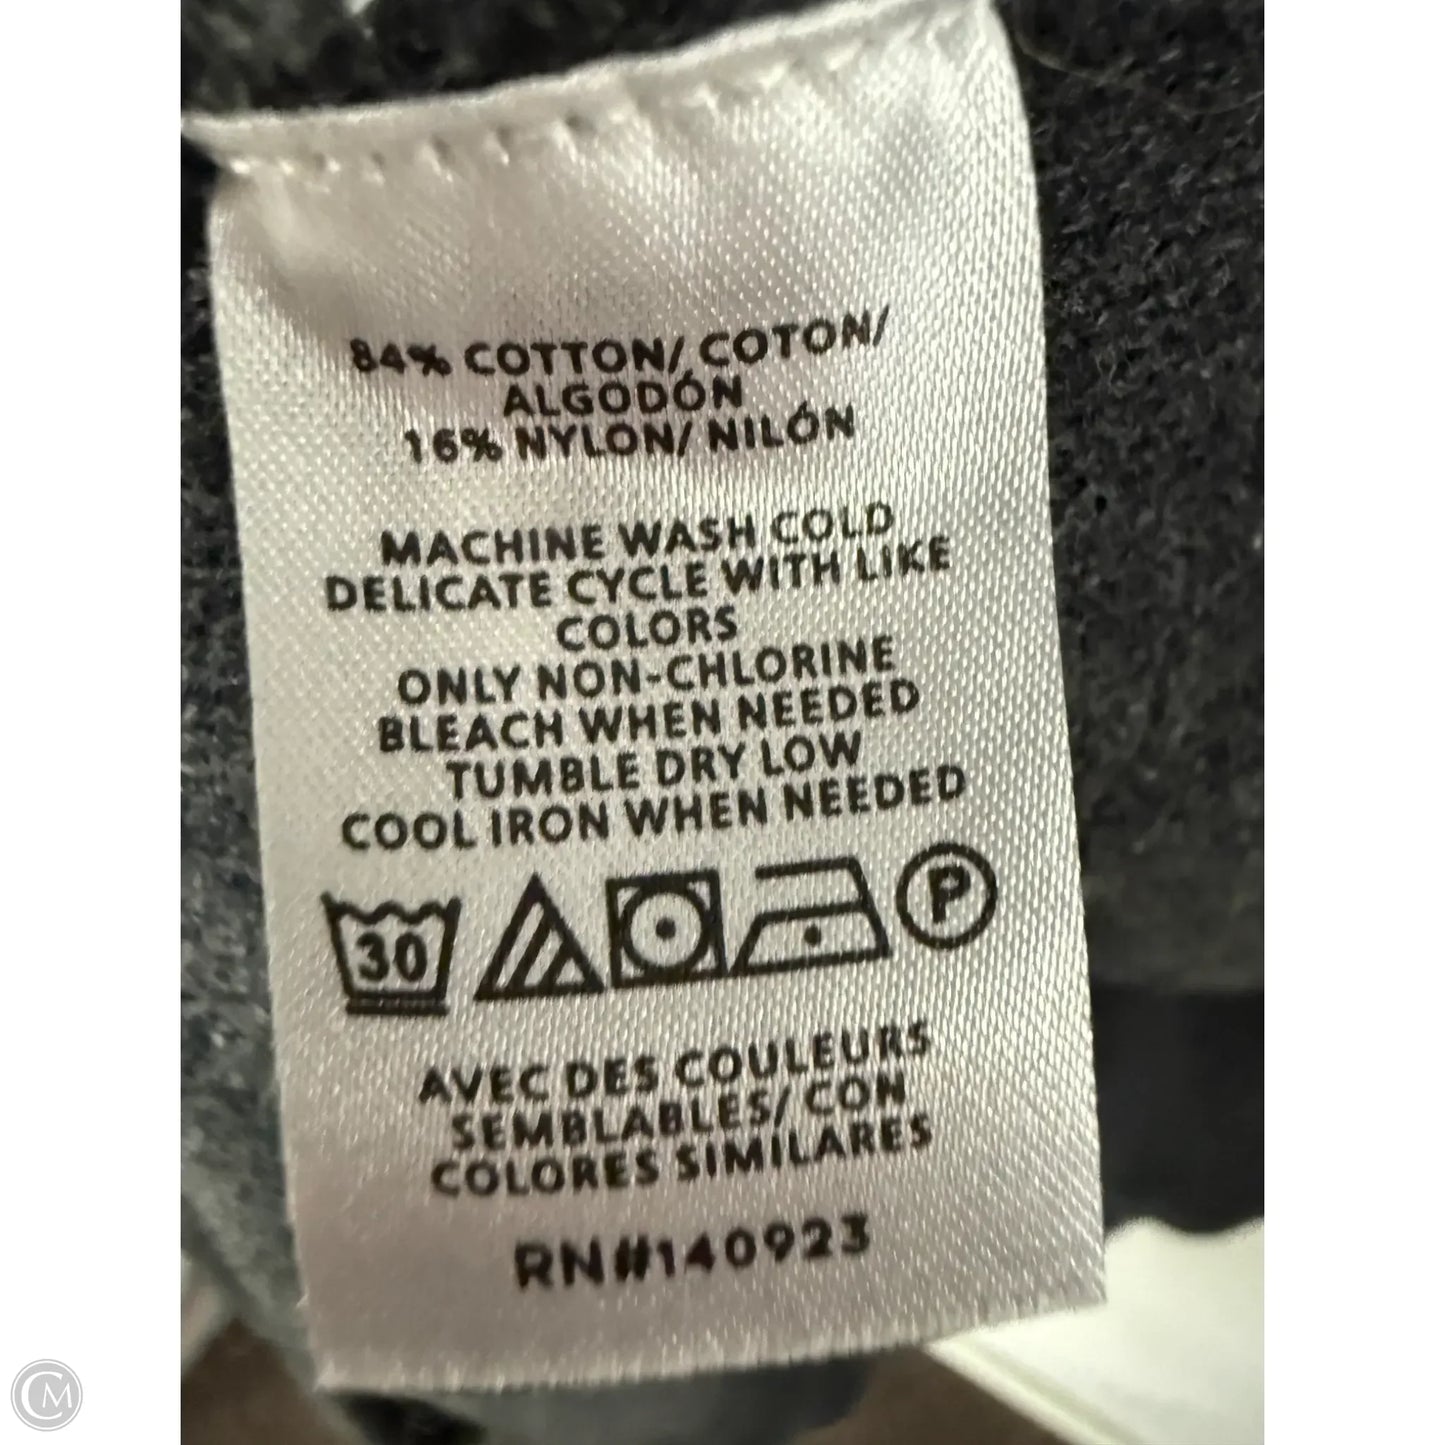 84% COTTON/ COTON/
ALGODÓN
16% NYLON/ NILÓN
MACHINE WASH COLD
DELICATE CYCLE WITH LIKE
COLORS
ONLY NON-CHLORINE
BLEACH WHEN NEEDED
TUMBLE DRY LOW
COOL IRON WHEN NEEDED
30 P
AVEC DES COULEURS
SEMBLABLES/ CON
COLORES SIMILARES
RN#140923
CM